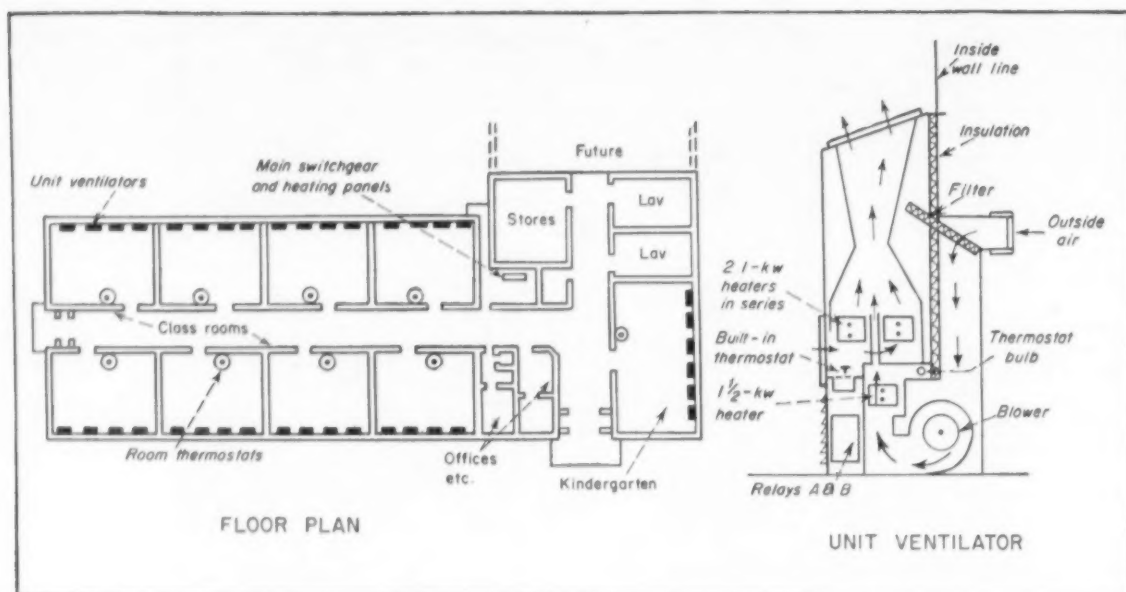 Main switchgear
and heating panels
Unit ventilators
Future
Stores
Lav
Lav
Class rooms
Room thermostats
Offices
etc.
Kindergarten
FLOOR PLAN
Inside
wall line
Insulation
Filter
Outside
air
2 1-kw
heaters
in series
Built-in
thermostat
Thermostat
bulb
1 1/2-kw
heater
Blower
Relays A & B
UNIT VENTILATOR